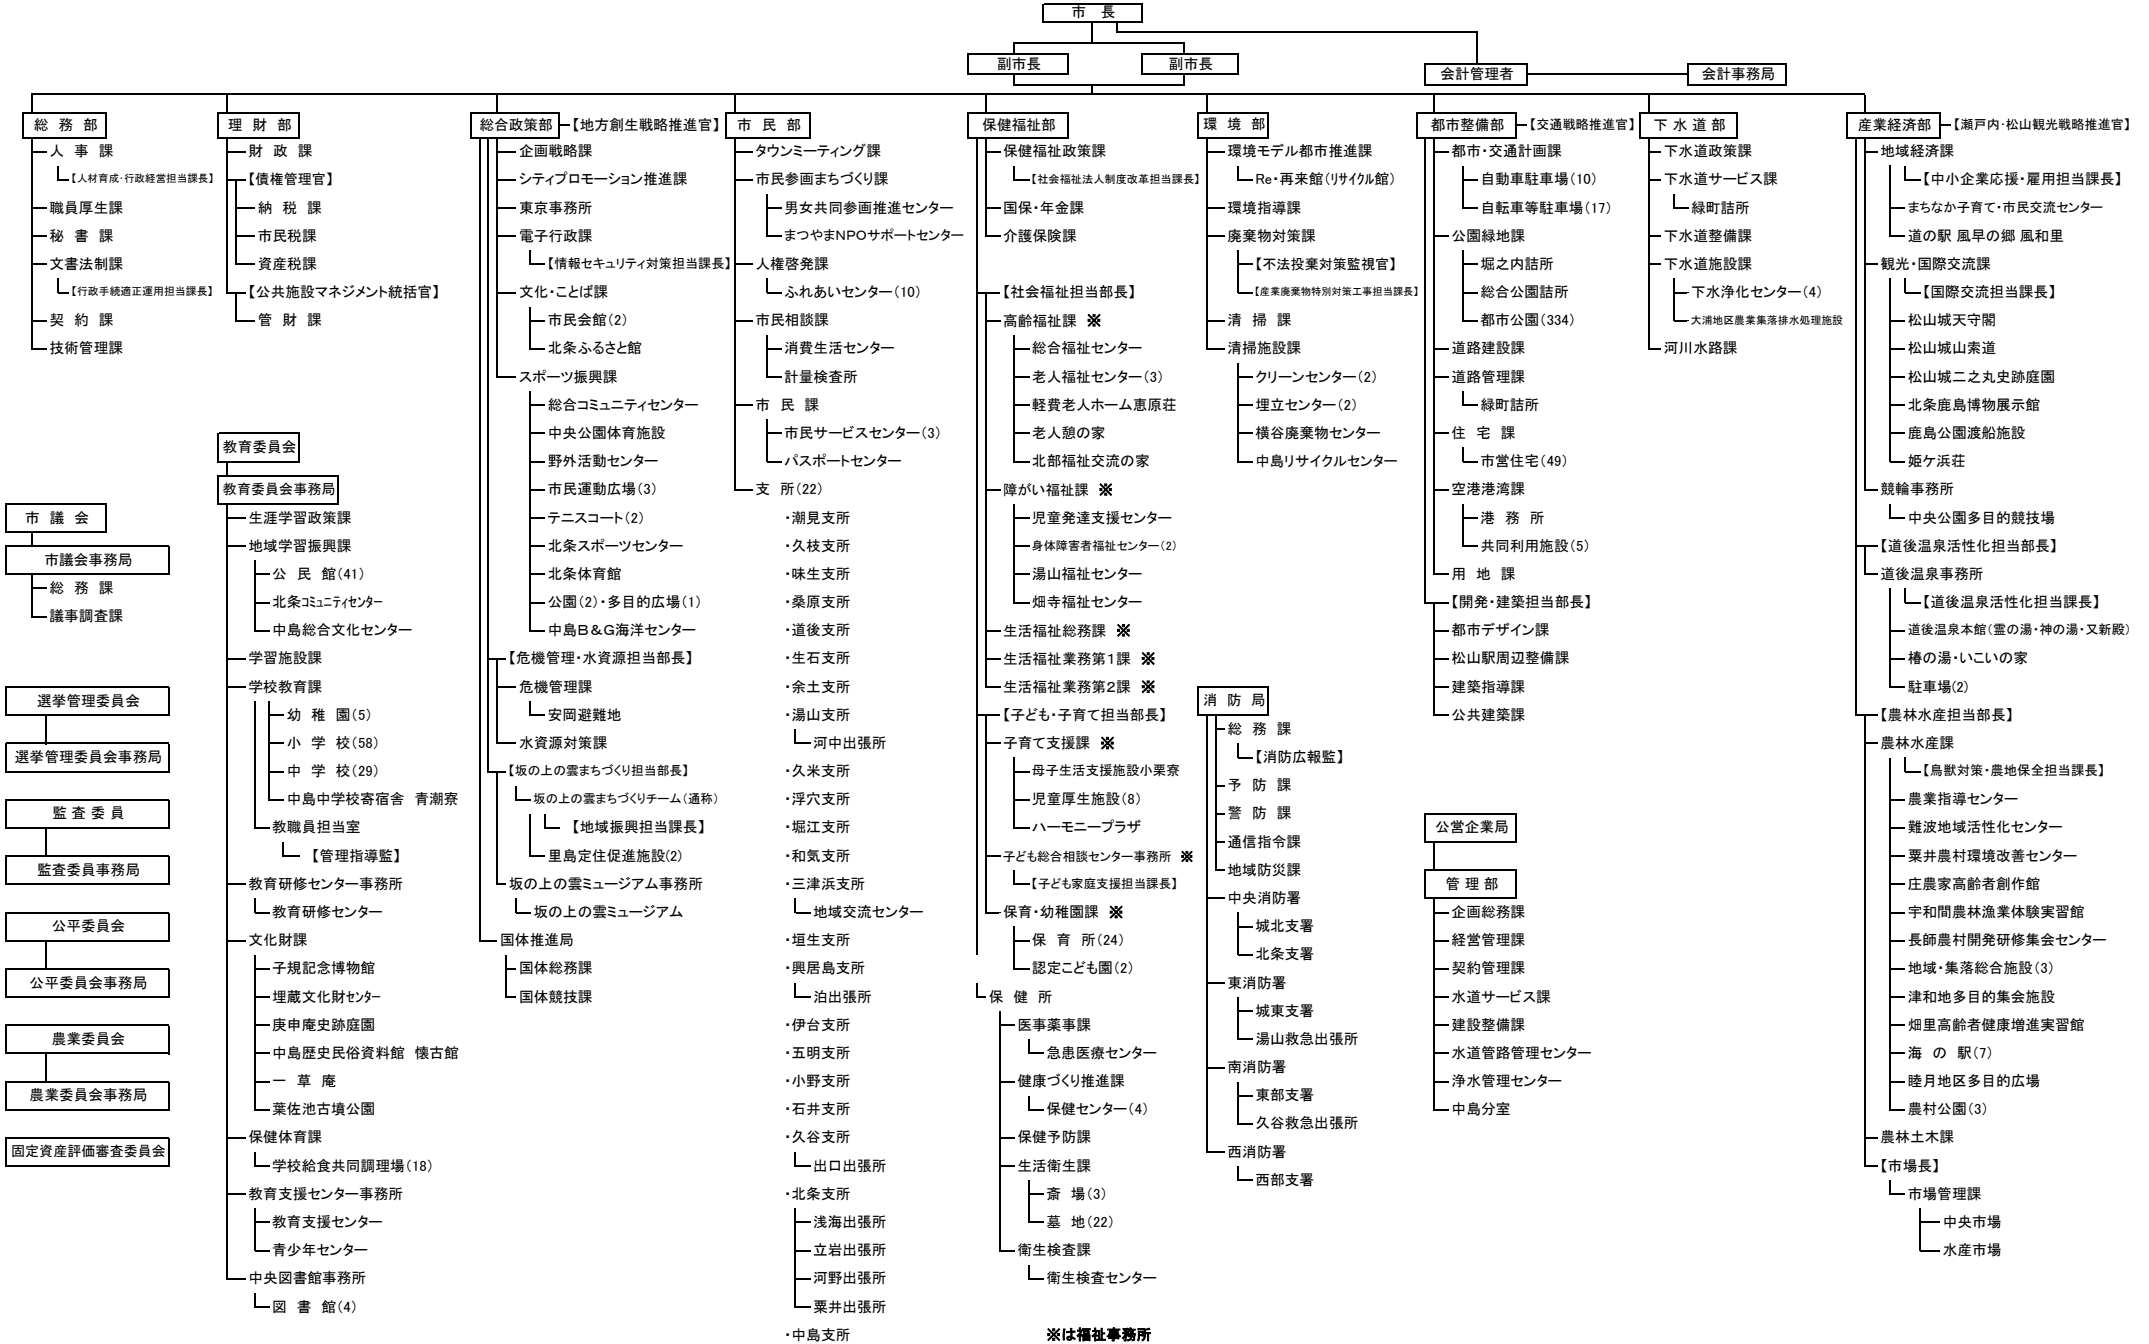 市　長
副市長
副市長
会計管理者
会計事務局
総　務　部
人　事　課
【人材育成・行政経営担当課長】
職員厚生課
秘　書　課
文書法制課
【行政手続適正運用担当課長】
契　約　課
技術管理課
理　財　部
財　政　課
【債権管理官】
納　税　課
市民税課
資産税課
【公共施設マネジメント統括官】
管　財　課
総合政策部
【地方創生戦略推進官】
企画戦略課
シティプロモーション推進課
東京事務所
電子行政課
【情報セキュリティ対策担当課長】
文化・ことば課
市民会館(2)
北条ふるさと館
スポーツ振興課
総合コミュニティセンター
中央公園体育施設
野外活動センター
市民運動広場(3)
テニスコート(2)
北条スポーツセンター
北条体育館
公園(2)・多目的広場(1)
中島Ｂ＆Ｇ海洋センター
【危機管理・水資源担当部長】
危機管理課
安岡避難地
水資源対策課
【坂の上の雲まちづくり担当部長】
坂の上の雲まちづくりチーム(通称)
【地域振興担当課長】
里島定住促進施設(2)
坂の上の雲ミュージアム事務所
坂の上の雲ミュージアム
国体推進局
国体総務課
国体競技課
市　民　部
タウンミーティング課
市民参画まちづくり課
男女共同参画推進センター
まつやまNPOサポートセンター
人権啓発課
ふれあいセンター(10)
市民相談課
消費生活センター
計量検査所
市　民　課
市民サービスセンター(3)
パスポートセンター
支　所(22)
・潮見支所
・久枝支所
・味生支所
・桑原支所
・道後支所
・生石支所
・余土支所
・湯山支所
河中出張所
・久米支所
・浮穴支所
・堀江支所
・和気支所
・三津浜支所
地域交流センター
・垣生支所
・興居島支所
泊出張所
・伊台支所
・五明支所
・小野支所
・石井支所
・久谷支所
出口出張所
・北条支所
浅海出張所
立岩出張所
河野出張所
粟井出張所
・中島支所
保健福祉部
保健福祉政策課
【社会福祉法人制度改革担当課長】
国保・年金課
介護保険課
【社会福祉担当部長】
高齢福祉課　※
総合福祉センター
老人福祉センター(3)
軽費老人ホーム恵原荘
老人憩の家
北部福祉交流の家
障がい福祉課　※
児童発達支援センター
身体障害者福祉センター(2)
湯山福祉センター
畑寺福祉センター
生活福祉総務課　※
生活福祉業務第１課　※
生活福祉業務第２課　※
【子ども・子育て担当部長】
子育て支援課　※
母子生活支援施設小栗寮
児童厚生施設(8)
ハーモニープラザ
子ども総合相談センター事務所　※
【子ども家庭支援担当課長】
保育・幼稚園課　※
保　育　所(24)
認定こども園(2)
保　健　所
医事薬事課
急患医療センター
健康づくり推進課
保健センター(4)
保健予防課
生活衛生課
斎　場(3)
墓　地(22)
衛生検査課
衛生検査センター
※は福祉事務所
環　境　部
環境モデル都市推進課
Re・再来館(リサイクル館)
環境指導課
廃棄物対策課
【不法投棄対策監視官】
【産業廃棄物特別対策工事担当課長】
清　掃　課
清掃施設課
クリーンセンター(2)
埋立センター(2)
横谷廃棄物センター
中島リサイクルセンター
消　防　局
総　務　課
【消防広報監】
予　防　課
警　防　課
通信指令課
地域防災課
中央消防署
城北支署
北条支署
東消防署
城東支署
湯山救急出張所
南消防署
東部支署
久谷救急出張所
西消防署
西部支署
都市整備部
【交通戦略推進官】
都市・交通計画課
自動車駐車場(10)
自転車等駐車場(17)
公園緑地課
堀之内詰所
総合公園詰所
都市公園(334)
道路建設課
道路管理課
緑町詰所
住　宅　課
市営住宅(49)
空港港湾課
港　務　所
共同利用施設(5)
用　地　課
【開発・建築担当部長】
都市デザイン課
松山駅周辺整備課
建築指導課
公共建築課
公営企業局
管　理　部
企画総務課
経営管理課
契約管理課
水道サービス課
建設整備課
水道管路管理センター
浄水管理センター
中島分室
下　水　道　部
下水道政策課
下水道サービス課
緑町詰所
下水道整備課
下水道施設課
下水浄化センター(4)
大浦地区農業集落排水処理施設
河川水路課
産業経済部
【瀬戸内・松山観光戦略推進官】
地域経済課
【中小企業応援・雇用担当課長】
まちなか子育て・市民交流センター
道の駅 風早の郷 風和里
観光・国際交流課
【国際交流担当課長】
松山城天守閣
松山城山索道
松山城二之丸史跡庭園
北条鹿島博物展示館
鹿島公園渡船施設
姫ケ浜荘
競輪事務所
中央公園多目的競技場
【道後温泉活性化担当部長】
道後温泉事務所
【道後温泉活性化担当課長】
道後温泉本館(霊の湯・神の湯・又新殿)
椿の湯・いこいの家
駐車場(2)
【農林水産担当部長】
農林水産課
【鳥獣対策・農地保全担当課長】
農業指導センター
難波地域活性化センター
粟井農村環境改善センター
庄農家高齢者創作館
宇和間農林漁業体験実習館
長師農村開発研修集会センター
地域・集落総合施設(3)
津和地多目的集会施設
畑里高齢者健康増進実習館
海　の　駅(7)
睦月地区多目的広場
農村公園(3)
農林土木課
【市場長】
市場管理課
中央市場
水産市場
教育委員会
教育委員会事務局
生涯学習政策課
地域学習振興課
公　民　館(41)
北条コミュニティセンター
中島総合文化センター
学習施設課
学校教育課
幼　稚　園(5)
小　学　校(58)
中　学　校(29)
中島中学校寄宿舎　青潮寮
教職員担当室
【管理指導監】
教育研修センター事務所
教育研修センター
文化財課
子規記念博物館
埋蔵文化財センター
庚申庵史跡庭園
中島歴史民俗資料館　懐古館
一　草　庵
葉佐池古墳公園
保健体育課
学校給食共同調理場(18)
教育支援センター事務所
教育支援センター
青少年センター
中央図書館事務所
図　書　館(4)
市　議　会
市議会事務局
総　務　課
議事調査課
選挙管理委員会
選挙管理委員会事務局
監　査　委　員
監査委員事務局
公平委員会
公平委員会事務局
農業委員会
農業委員会事務局
固定資産評価審査委員会